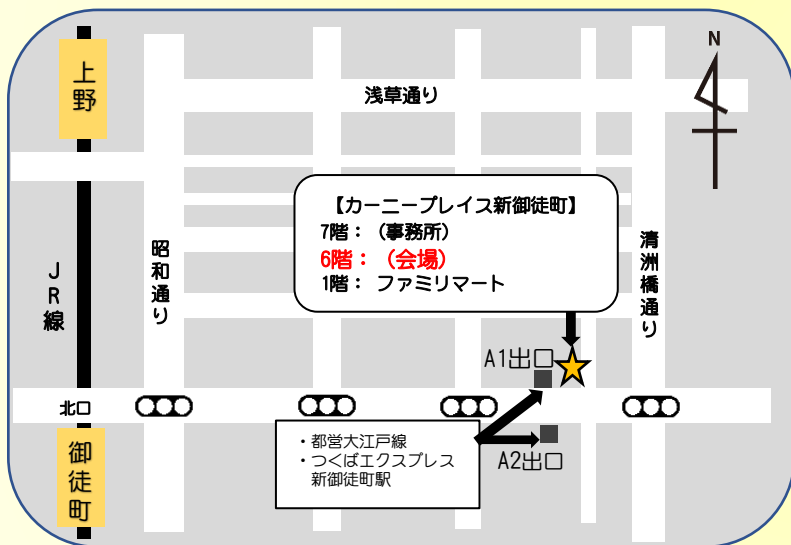 上野
浅草通り
N
【カーニープレイス新御徒町】
7階：（事務所）
6階：（会場）
1階： ファミリマート
JR線
昭和通り
清洲橋通り
A1出口
北口
御徒町
・都営大江戸線
・つくばエクスプレス
新御徒町駅
A2出口